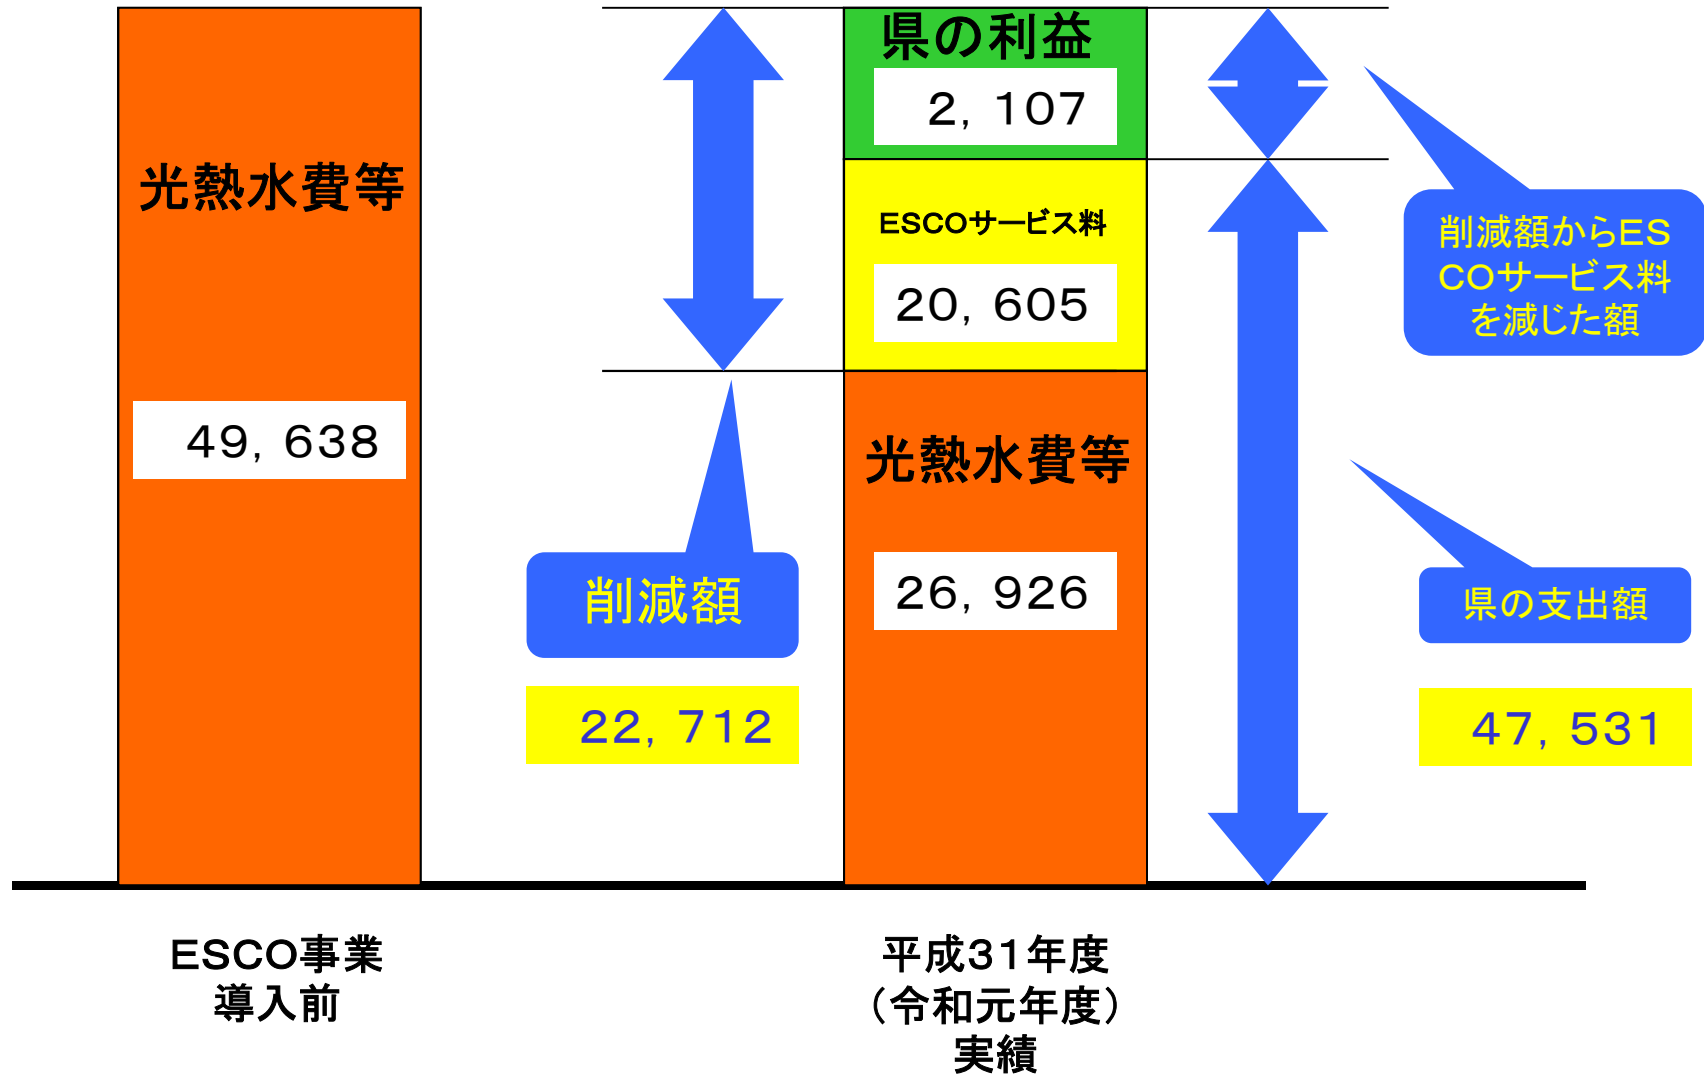 光熱水費等
49，638
県の利益
2，107
ESCOサービス料
20，605
光熱水費等
26，926
削減額
22，712
削減額からES
COサービス料
を減じた額
県の支出額
47，531
ESCO事業
導入前
平成31年度
（令和元年度）
実績